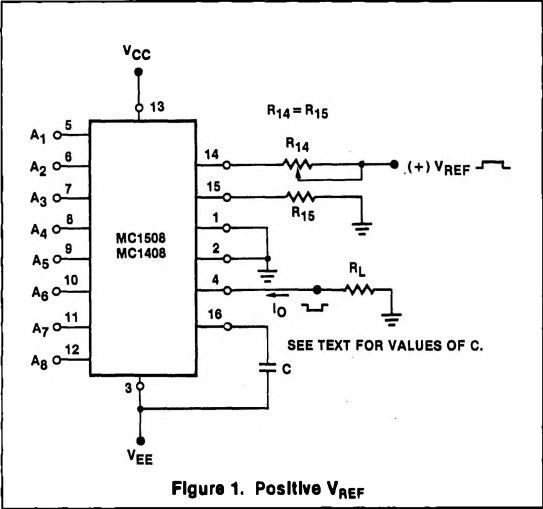 VCC
13
R14 = R15
A1 5
A2 6
A3 7
A4 8
A5 9
A6 10
A7 11
A8 12
MC1508
MC1408
14
R14
(+) VREF
15
R15
1
2
4
IO
RL
16
C
SEE TEXT FOR VALUES OF C.
3
VEE
Figure 1. Positive VREF